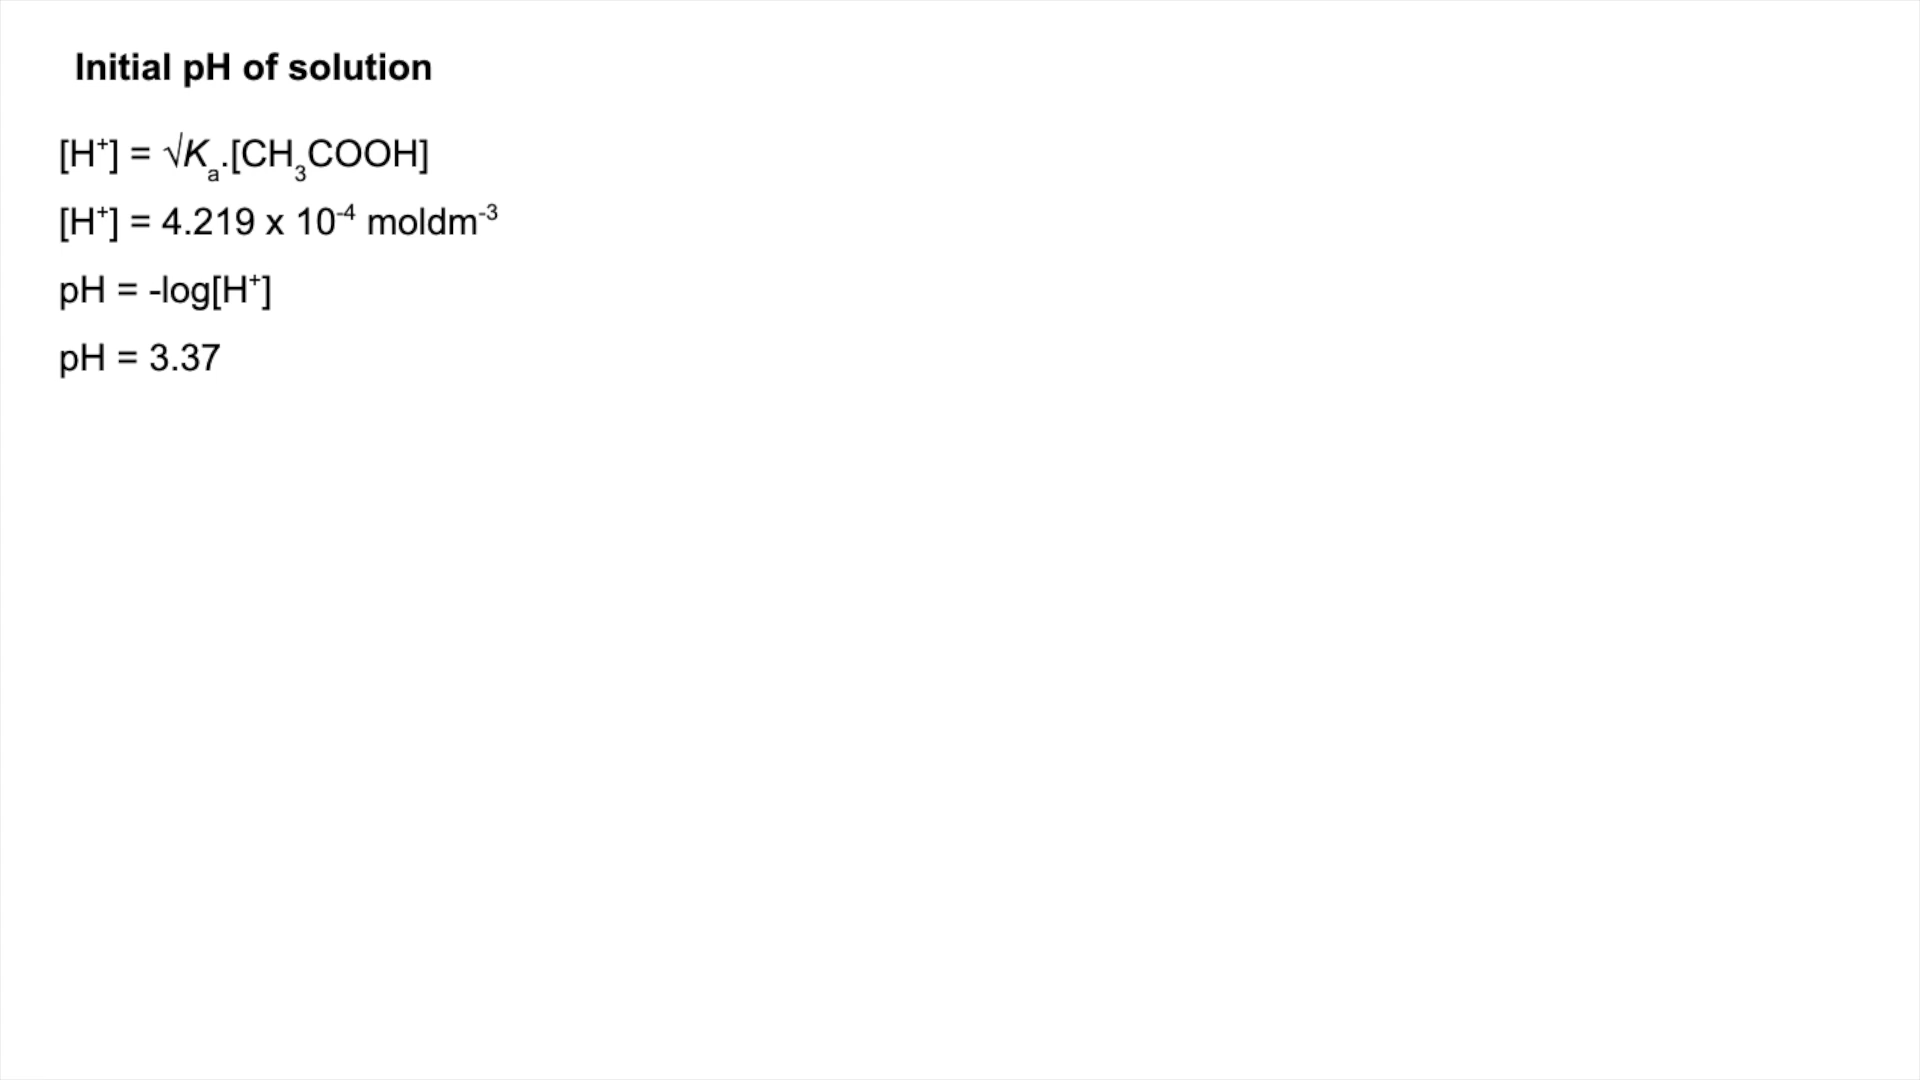 Initial pH of solution
[H⁺] = √Kₐ.[CH₃COOH]
[H⁺] = 4.219 x 10⁻⁴ moldm⁻³
pH = -log[H⁺]
pH = 3.37